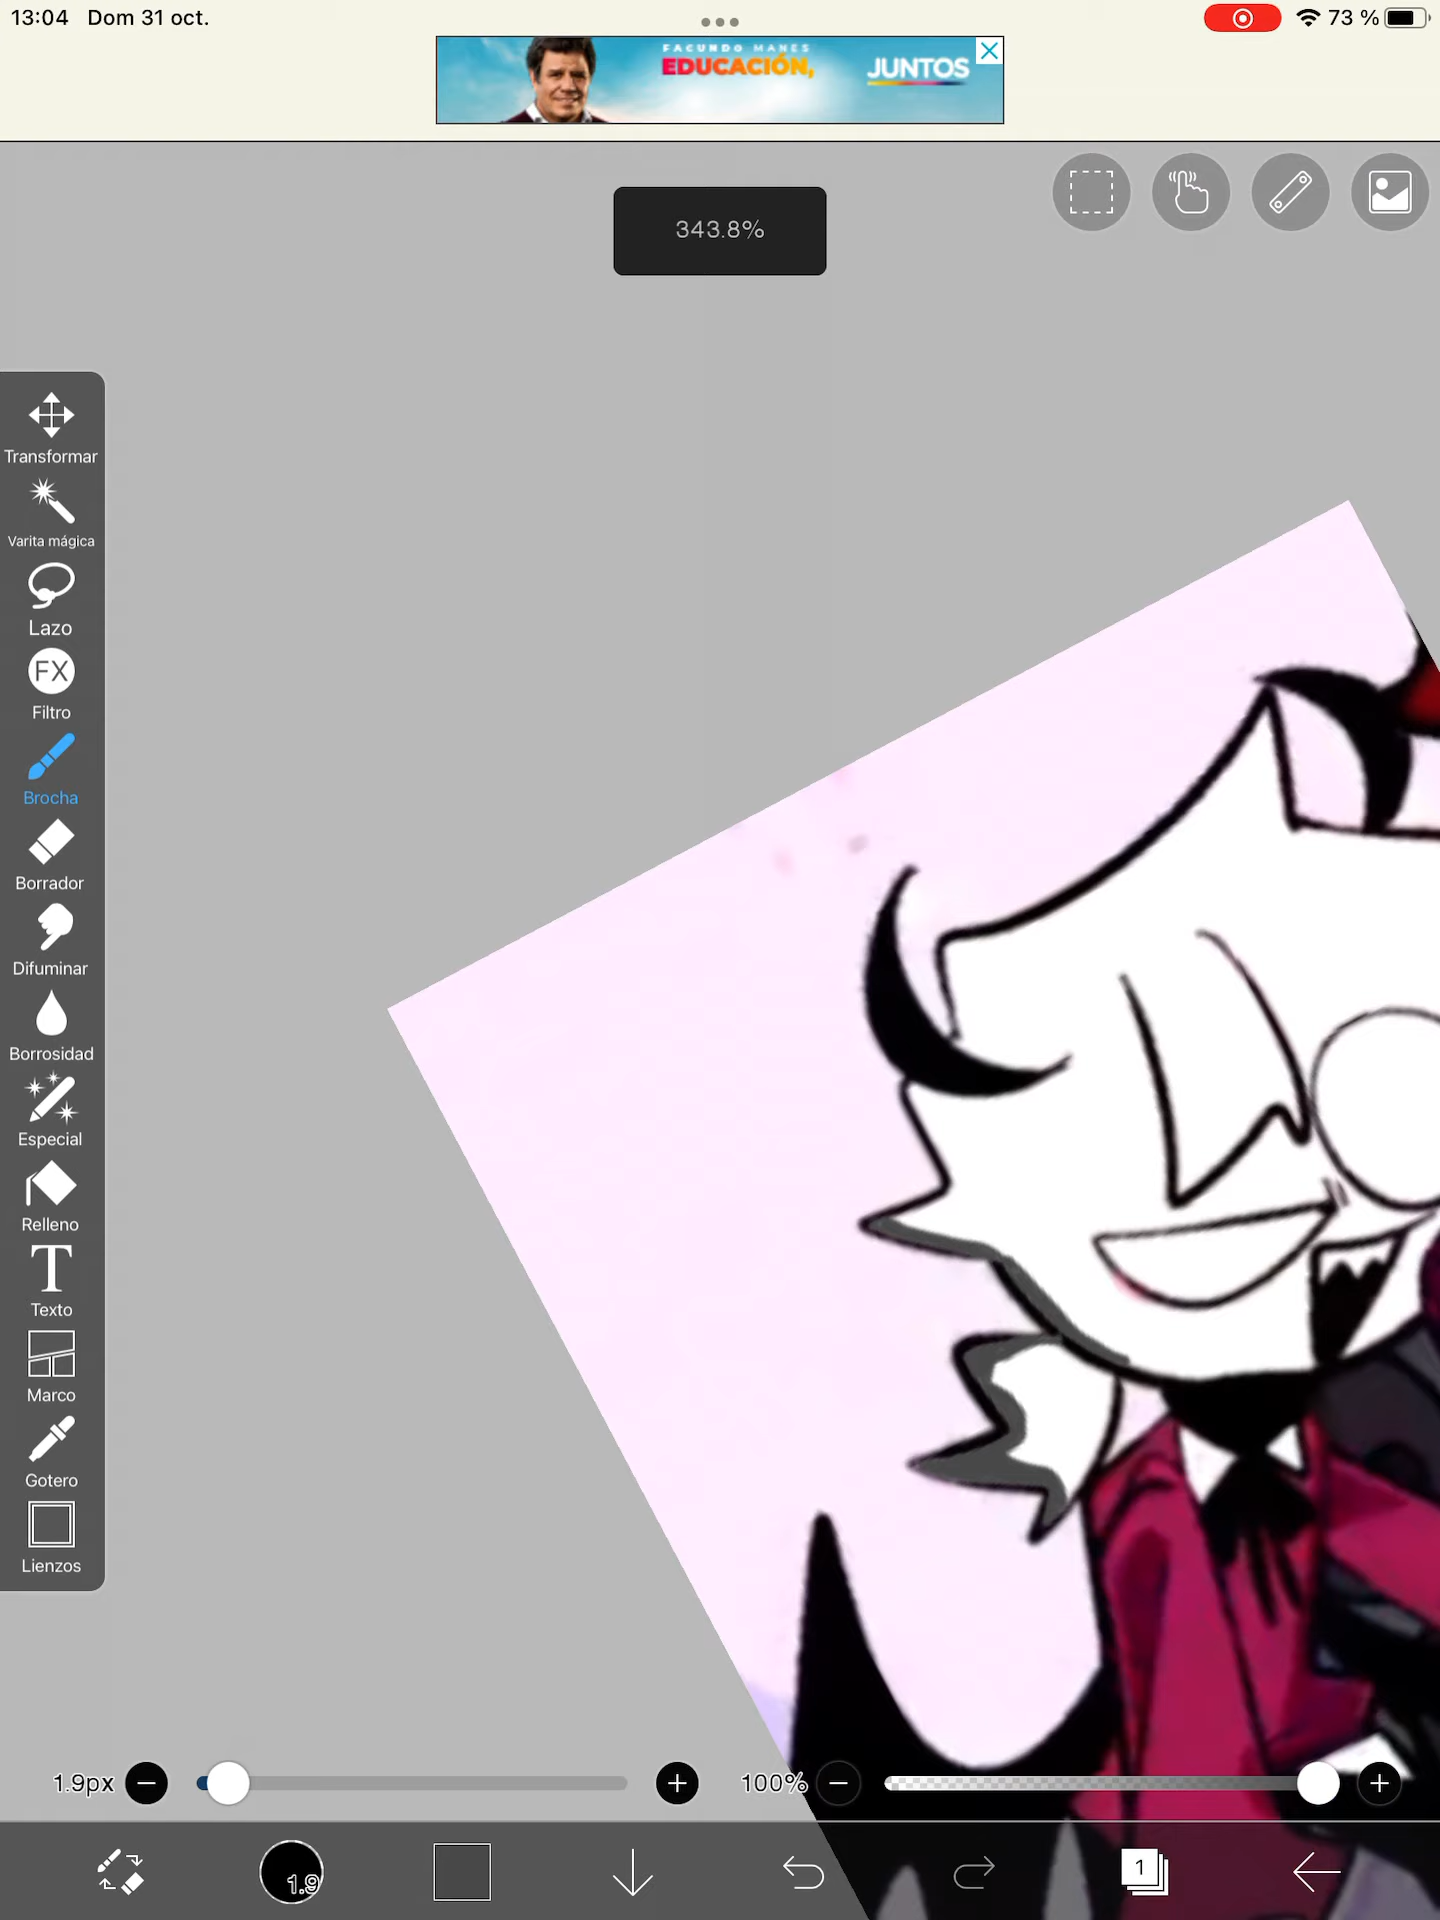 13:04 Dom 31 oct.
73 %
FACUNDO MANES
EDUCACIÓN,
JUNTOS
343.8%
Transformar
Varita mágica
Lazo
FX
Filtro
Brocha
Borrador
Difuminar
Borrosidad
Especial
Relleno
T
Texto
Marco
Gotero
Lienzos
1.9px
100%
1.9
1